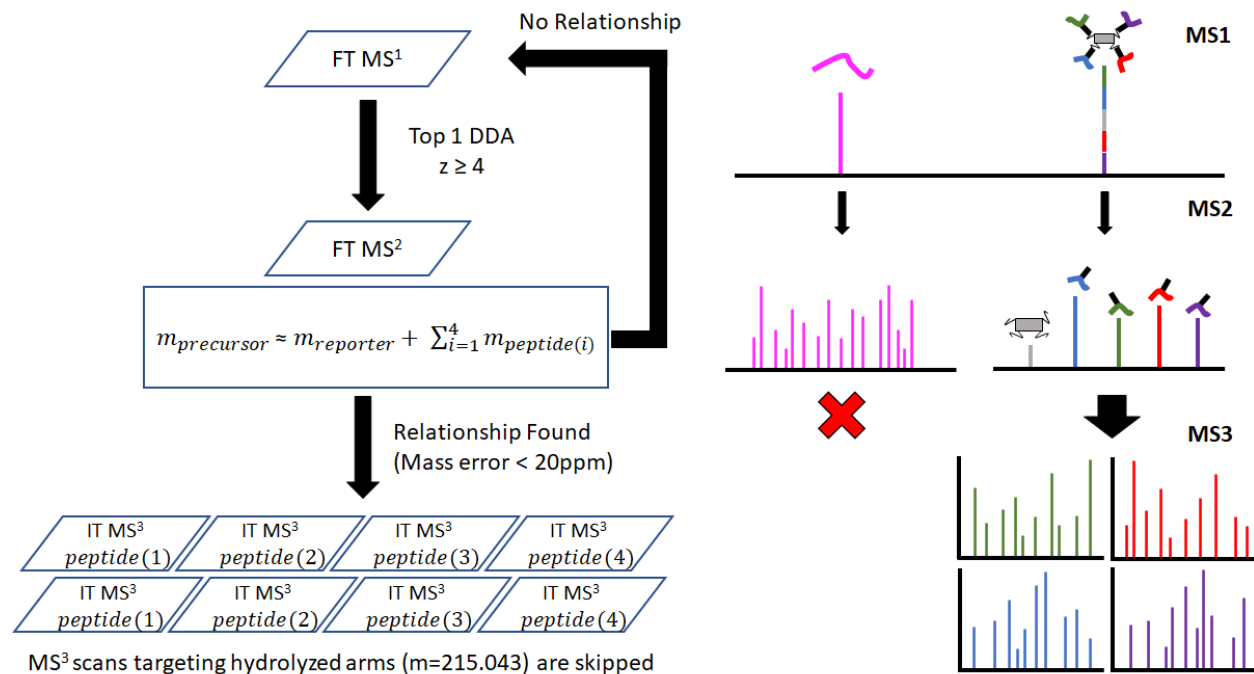 No Relationship
FT MS¹
Top 1 DDA
z ≥ 4
FT MS²
m_precursor ≈ m_reporter + ∑⁴ᵢ₌₁ m_peptide(i)
Relationship Found
(Mass error < 20ppm)
IT MS³ IT MS³ IT MS³ IT MS³
peptide(1) peptide(2) peptide(3) peptide(4)
IT MS³ IT MS³ IT MS³ IT MS³
peptide(1) peptide(2) peptide(3) peptide(4)
MS³ scans targeting hydrolyzed arms (m=215.043) are skipped
MS1
MS2
MS3